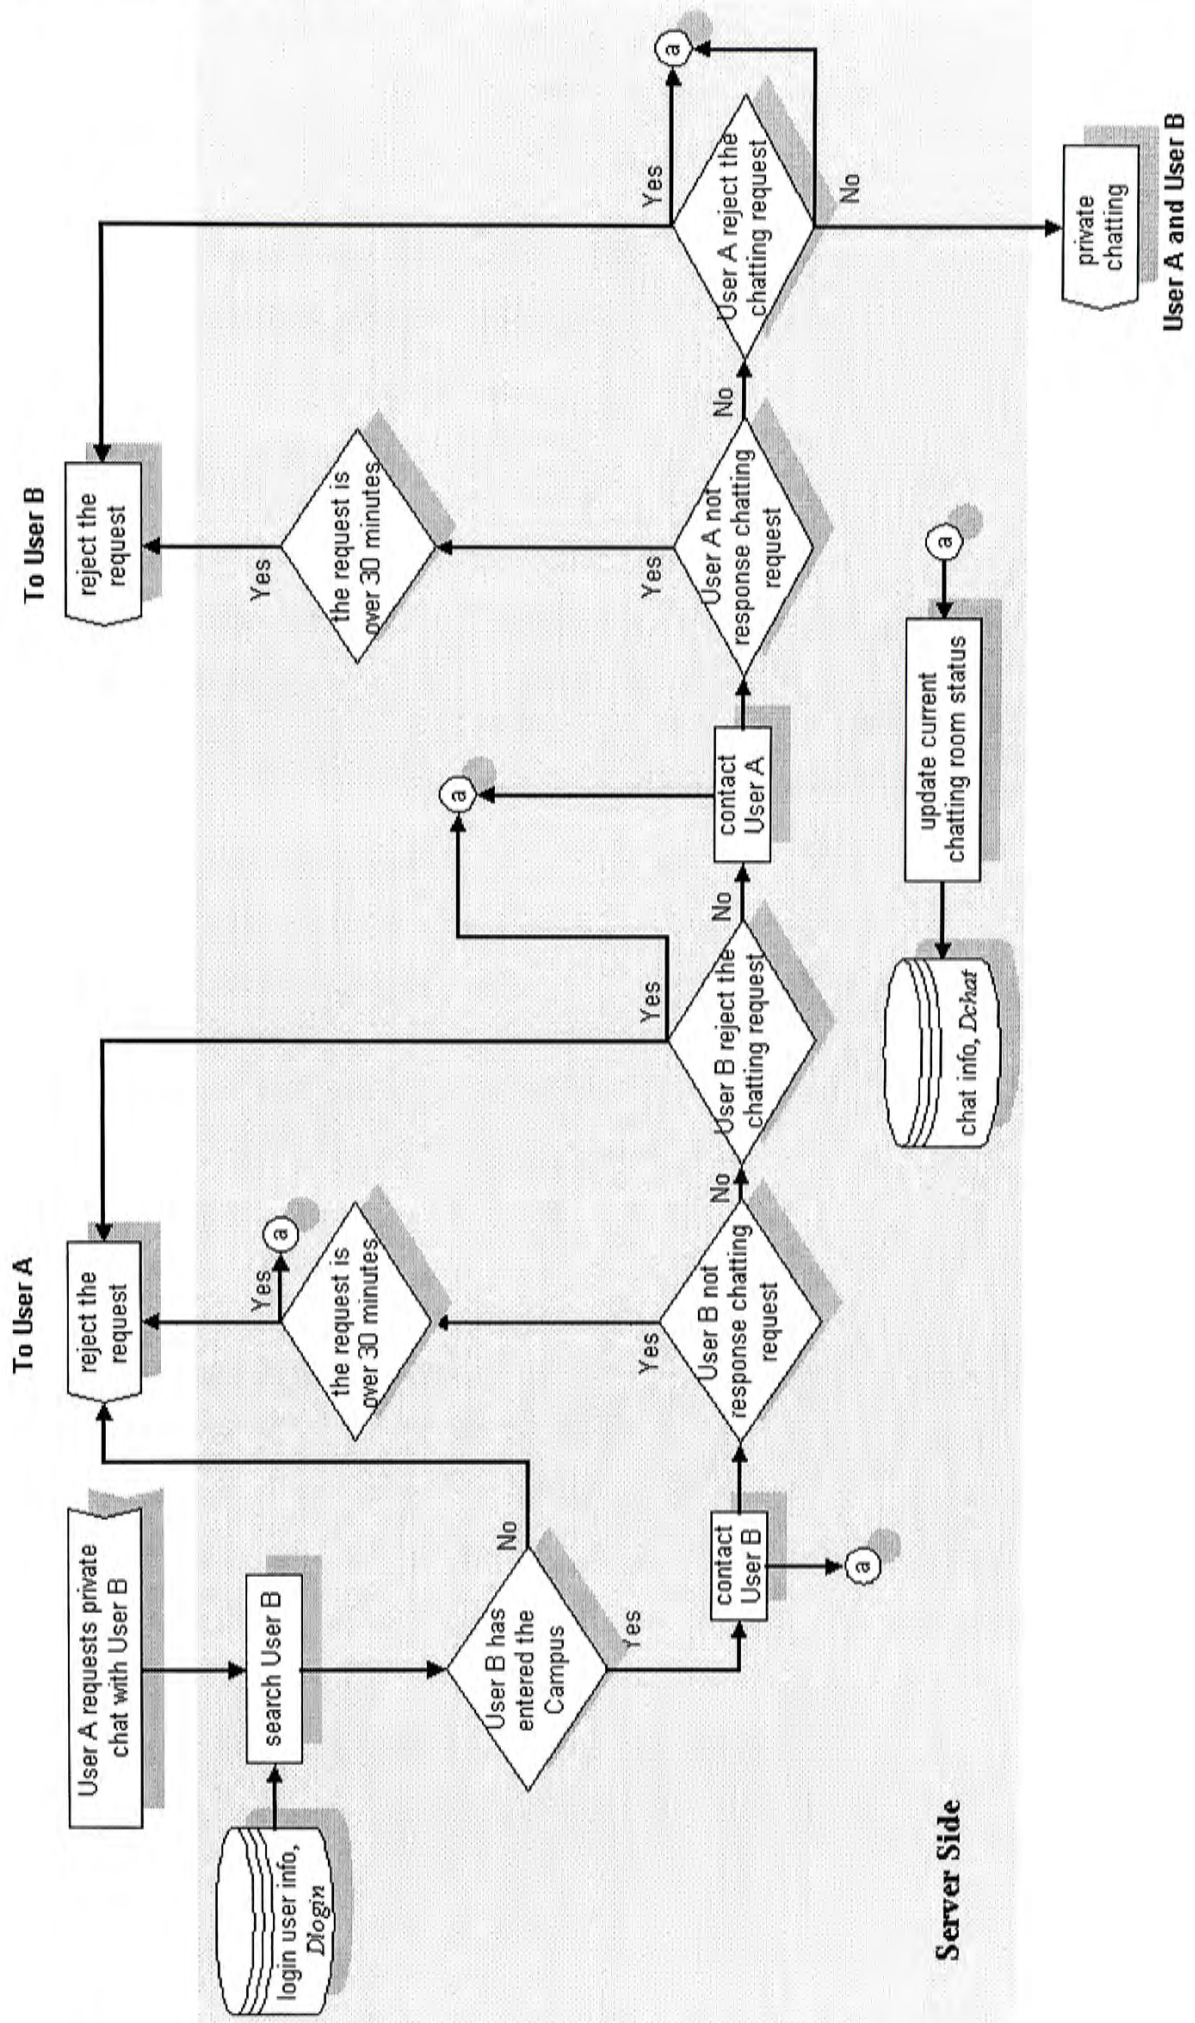 To User A
To User B
User A requests private
chat with User B
reject the
request
reject the
request
login user info,
Dlogin
search User B
Yes
a
the request is
over 30 minutes
Yes
the request is
over 30 minutes
User B has
entered the
Campus
No
Yes
a
contact
User B
a
Yes
User B not
response chatting
request
No
Yes
User B reject the
chatting request
No
contact
User A
Yes
User A not
response chatting
request
No
Yes
User A reject the
chatting request
No
a
chat info, Dchat
update current
chatting room status
a
Server Side
private
chatting
User A and User B